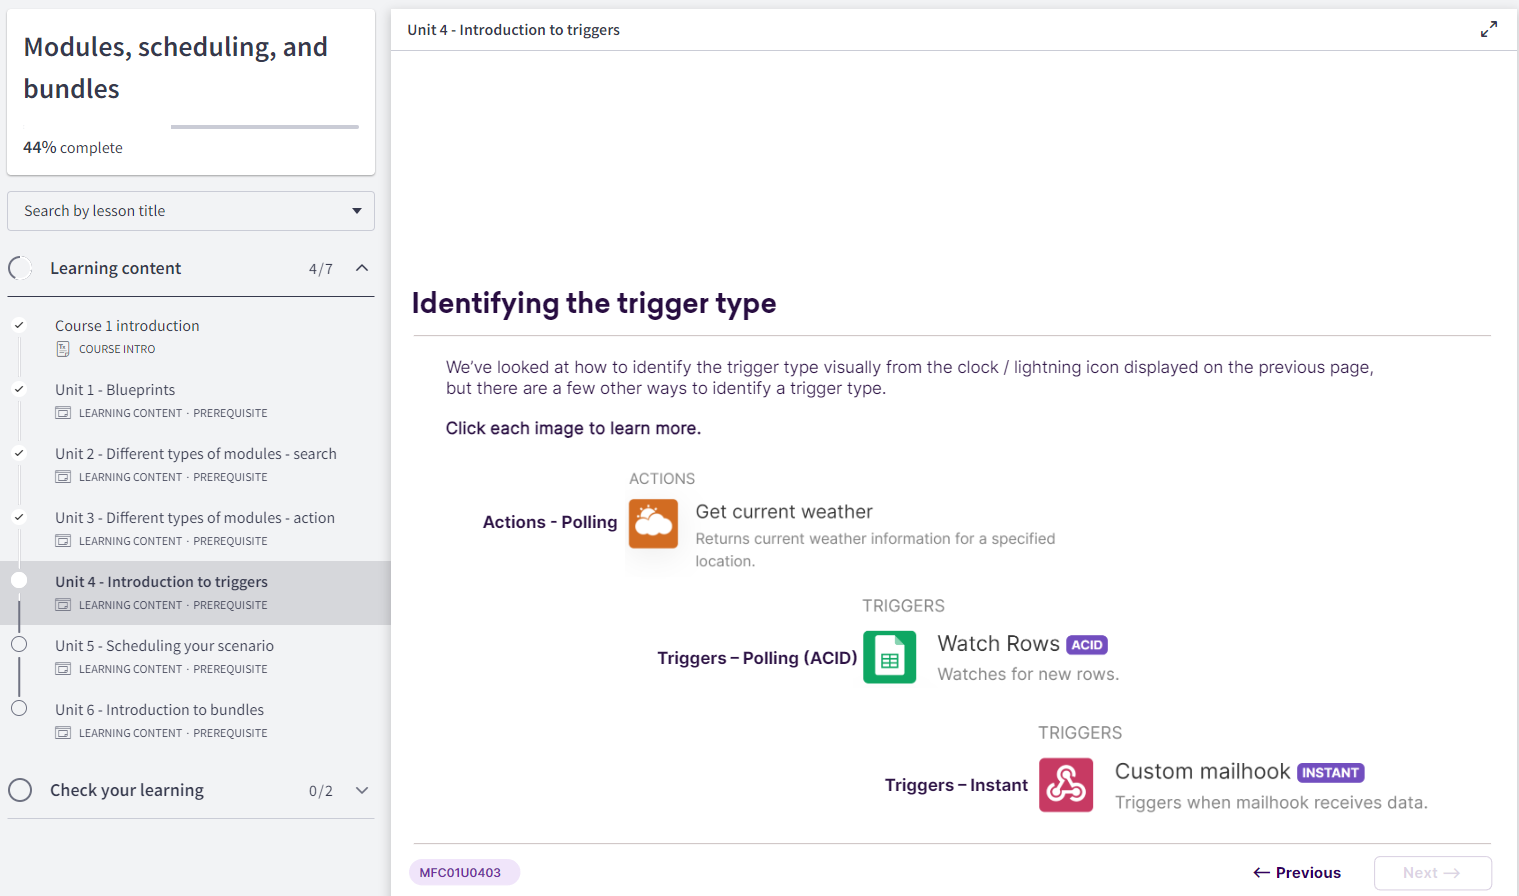 Modules, scheduling, and
bundles
44% complete
Search by lesson title
Learning content 4/7
Course 1 introduction
COURSE INTRO
Unit 1 - Blueprints
LEARNING CONTENT · PREREQUISITE
Unit 2 - Different types of modules - search
LEARNING CONTENT · PREREQUISITE
Unit 3 - Different types of modules - action
LEARNING CONTENT · PREREQUISITE
Unit 4 - Introduction to triggers
LEARNING CONTENT · PREREQUISITE
Unit 5 - Scheduling your scenario
LEARNING CONTENT · PREREQUISITE
Unit 6 - Introduction to bundles
LEARNING CONTENT · PREREQUISITE
Check your learning 0/2
Unit 4 - Introduction to triggers
Identifying the trigger type
We've looked at how to identify the trigger type visually from the clock / lightning icon displayed on the previous page,
but there are a few other ways to identify a trigger type.
Click each image to learn more.
ACTIONS
Actions - Polling
Get current weather
Returns current weather information for a specified
location.
TRIGGERS
Triggers – Polling (ACID)
Watch Rows ACID
Watches for new rows.
TRIGGERS
Triggers – Instant
Custom mailhook INSTANT
Triggers when mailhook receives data.
MFC01U0403
← Previous
Next →